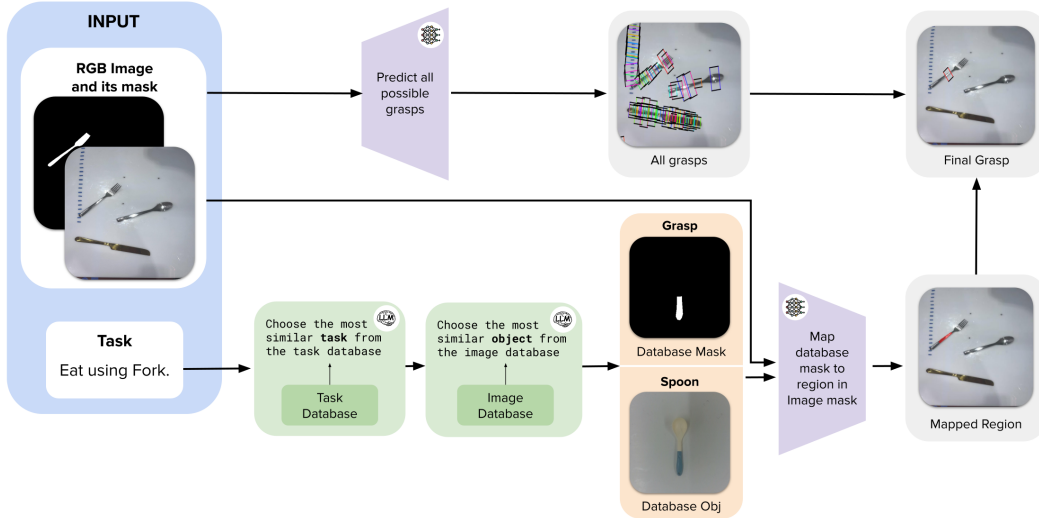 INPUT
RGB Image
and its mask
Task
Eat using Fork.
Predict all
possible
grasps
All grasps
Final Grasp
Choose the most
similar task from
the task database
LLM
Task
Database
Choose the most
similar object from
the image database
LLM
Image
Database
Grasp
Database Mask
Spoon
Database Obj
Map
database
mask to
region in
Image mask
Mapped Region